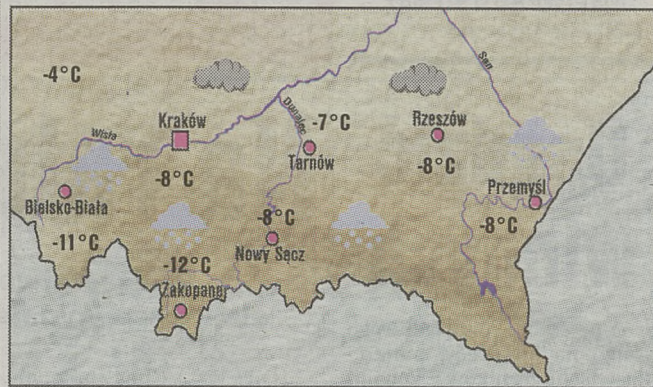 -4°C
San
Dunajec
Kraków
-7°C
Rzeszów
Wisła
Tarnów
-8°C
-8°C
Przemyśl
Bielsko-Biała
-8°C
-8°C
-11°C
Nowy Sącz
-12°C
Zakopane